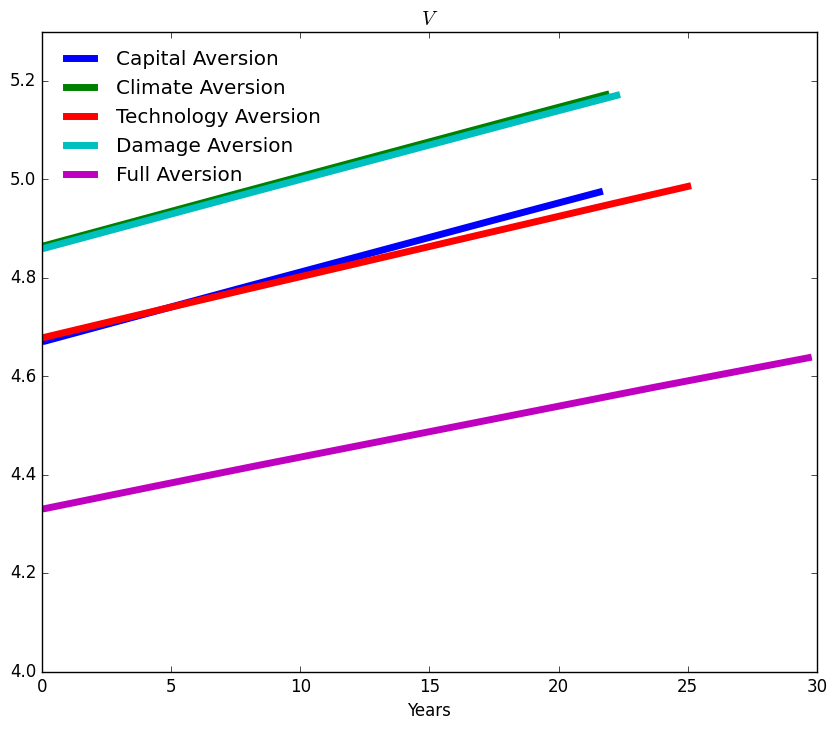 V
5.2
5.0
4.8
4.6
4.4
4.2
4.0
Capital Aversion
Climate Aversion
Technology Aversion
Damage Aversion
Full Aversion
0 5 10 15 20 25 30
Years